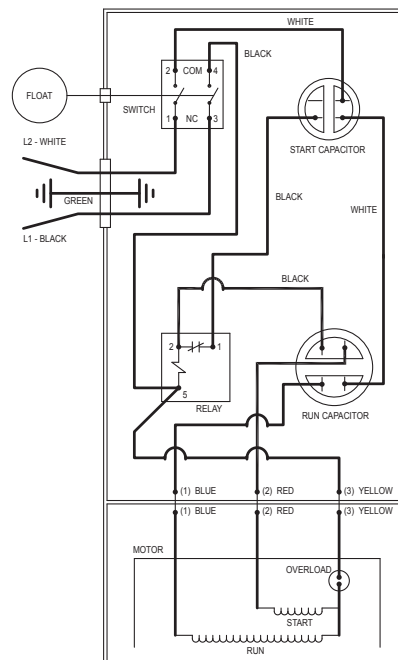 WHITE
BLACK
2 COM 4
FLOAT
SWITCH
1 NC 3
START CAPACITOR
L2 - WHITE
GREEN
BLACK
WHITE
L1 - BLACK
BLACK
2 1
5
RELAY
RUN CAPACITOR
(1) BLUE (2) RED (3) YELLOW
(1) BLUE (2) RED (3) YELLOW
MOTOR
OVERLOAD
START
RUN